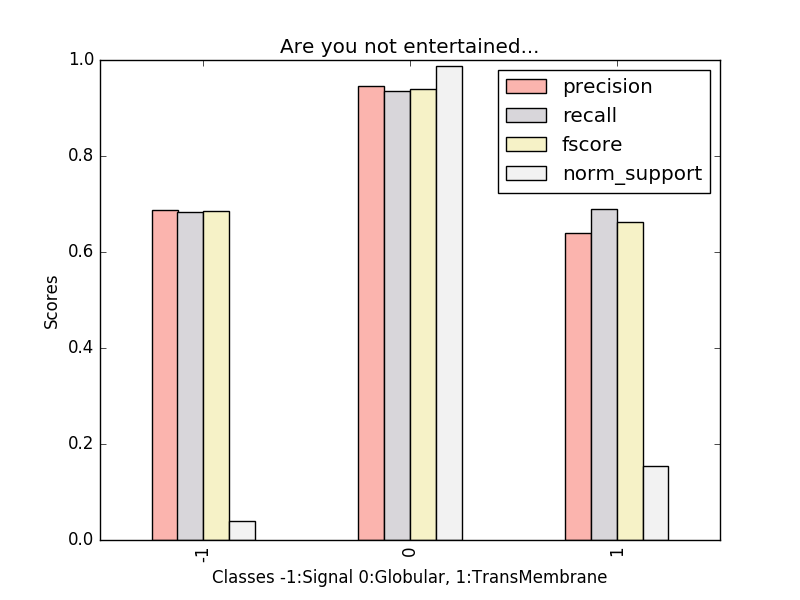 Are you not entertained...
1.0
0.8
0.6
0.4
0.2
0.0
Scores
precision
recall
fscore
norm_support
-1
0
1
Classes -1:Signal 0:Globular, 1:TransMembrane